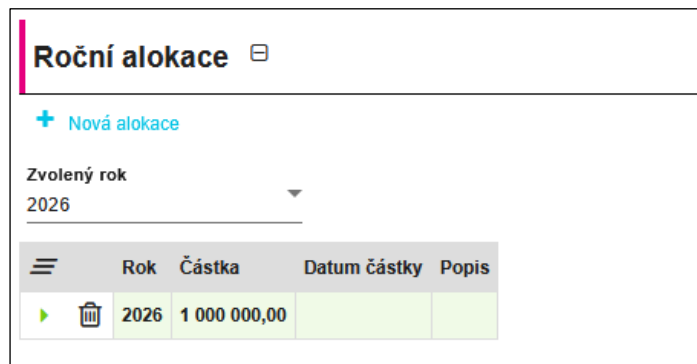 Roční alokace
Nová alokace
Zvolený rok
2026
Rok Částka Datum částky Popis
2026 1 000 000,00